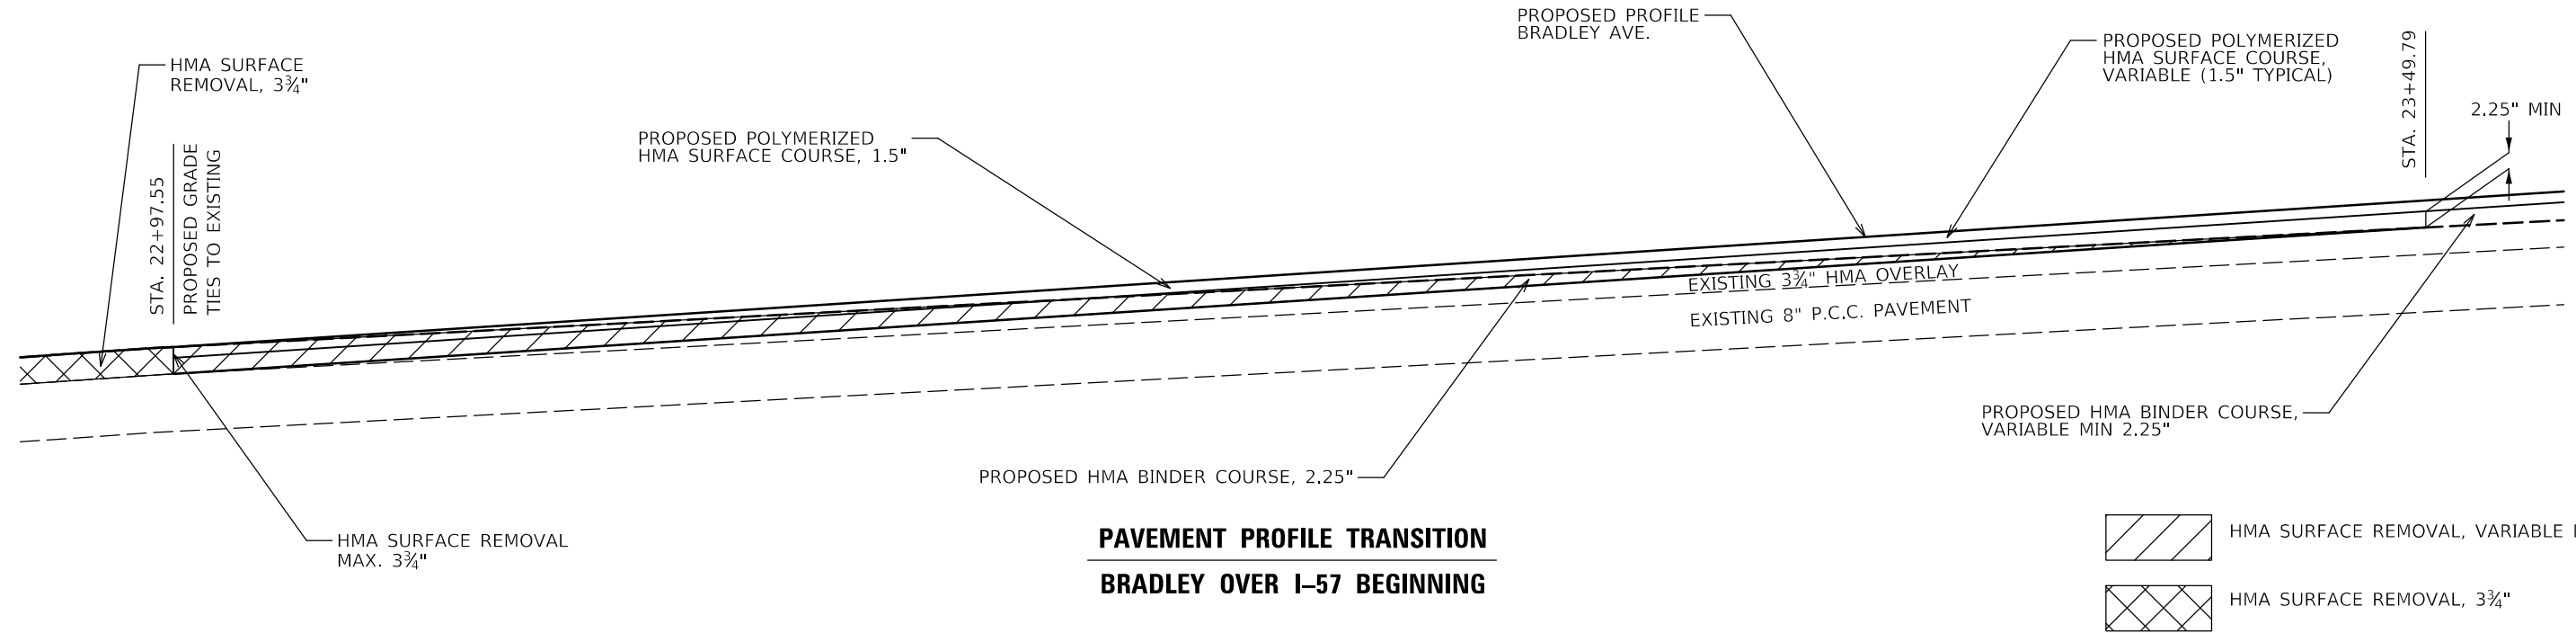 HMA SURFACE
REMOVAL, 3¾"
STA. 22+97.55
PROPOSED GRADE
TIES TO EXISTING
PROPOSED POLYMERIZED
HMA SURFACE COURSE, 1.5"
PROPOSED PROFILE
BRADLEY AVE.
PROPOSED POLYMERIZED
HMA SURFACE COURSE,
VARIABLE (1.5" TYPICAL)
STA. 23+49.79
2.25" MIN
EXISTING 3¾" HMA OVERLAY
EXISTING 8" P.C.C. PAVEMENT
PROPOSED HMA BINDER COURSE,
VARIABLE MIN 2.25"
PROPOSED HMA BINDER COURSE, 2.25"
HMA SURFACE REMOVAL
MAX. 3¾"
PAVEMENT PROFILE TRANSITION
BRADLEY OVER I-57 BEGINNING
HMA SURFACE REMOVAL, VARIABLE
HMA SURFACE REMOVAL, 3¾"